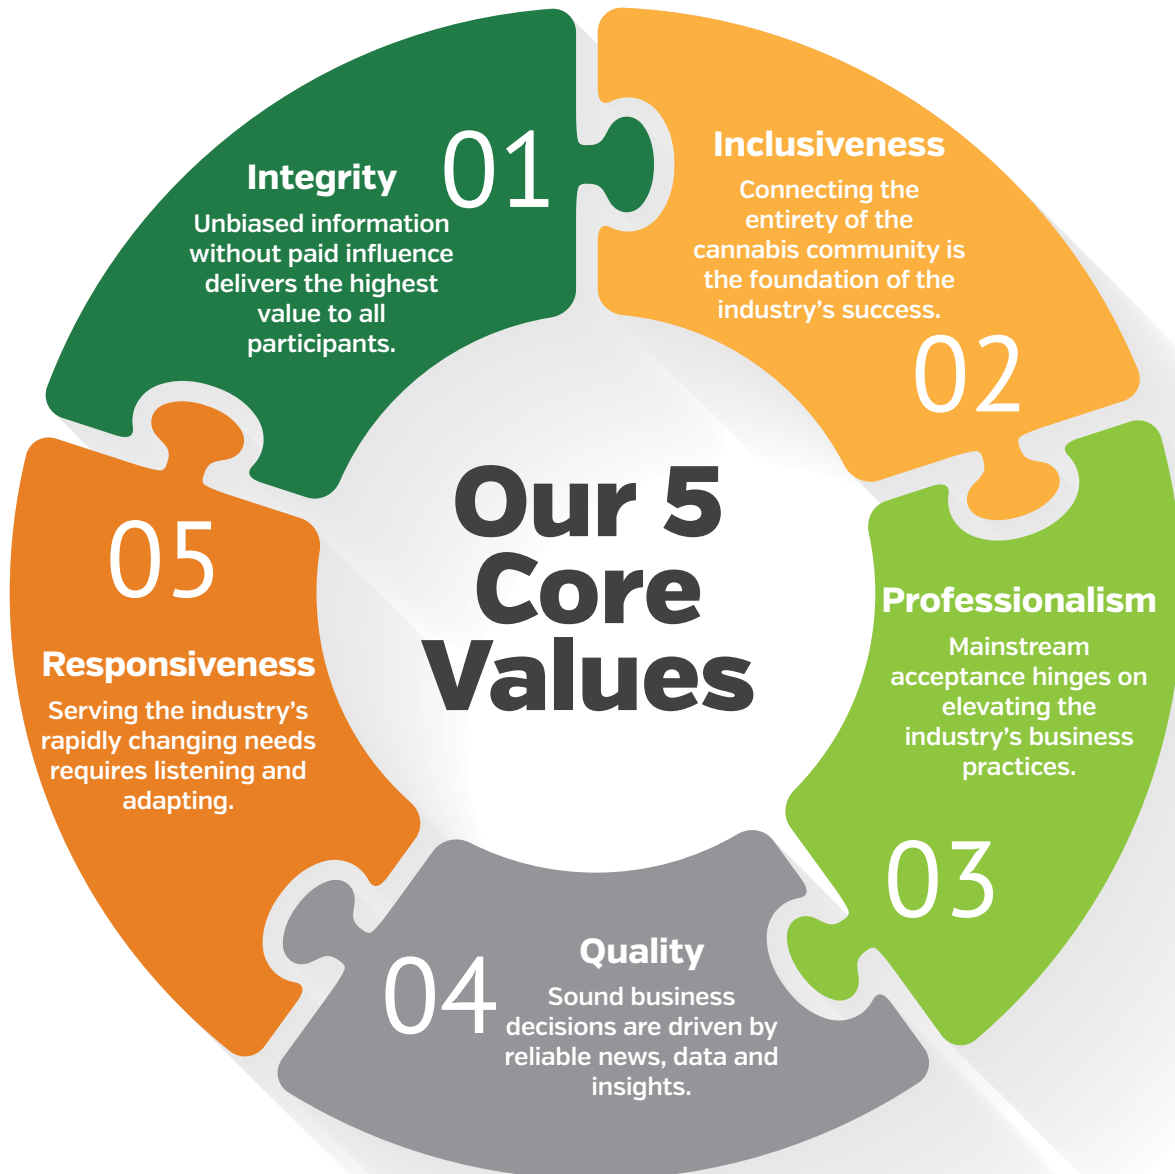 Our 5
Core
Values
01
Integrity
Unbiased information
without paid influence
delivers the highest
value to all
participants.
Inclusiveness
Connecting the
entirety of the
cannabis community is
the foundation of the
industry’s success.
02
Professionalism
Mainstream
acceptance hinges on
elevating the
industry’s business
practices.
03
04
Quality
Sound business
decisions are driven by
reliable news, data and
insights.
05
Responsiveness
Serving the industry’s
rapidly changing needs
requires listening and
adapting.